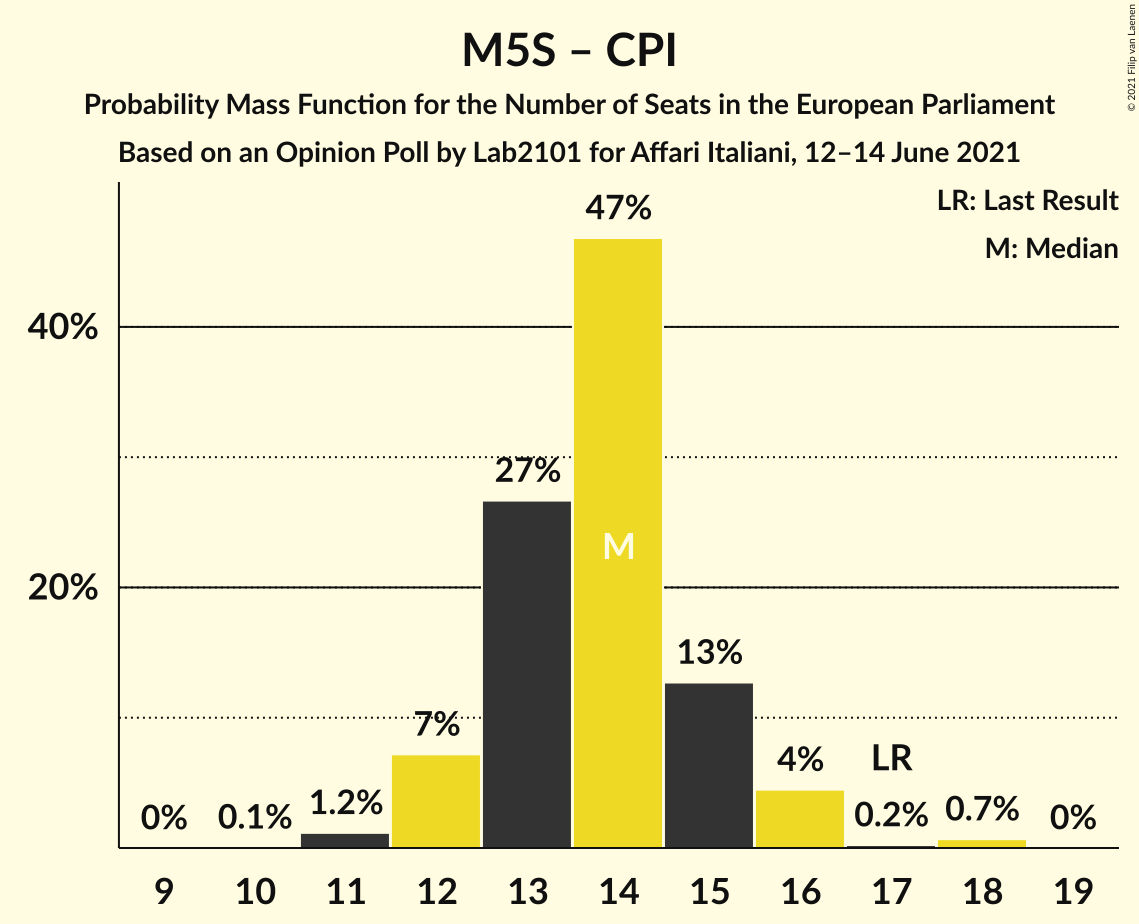 M5S – CPI
Probability Mass Function for the Number of Seats in the European Parliament
Based on an Opinion Poll by Lab2101 for Affari Italiani, 12–14 June 2021
© 2021 Filip van Laenen
LR: Last Result
M: Median
47%
40%
27%
M
20%
13%
7%
4%
LR
0%
0.1%
1.2%
0.2%
0.7%
0%
9 10 11 12 13 14 15 16 17 18 19